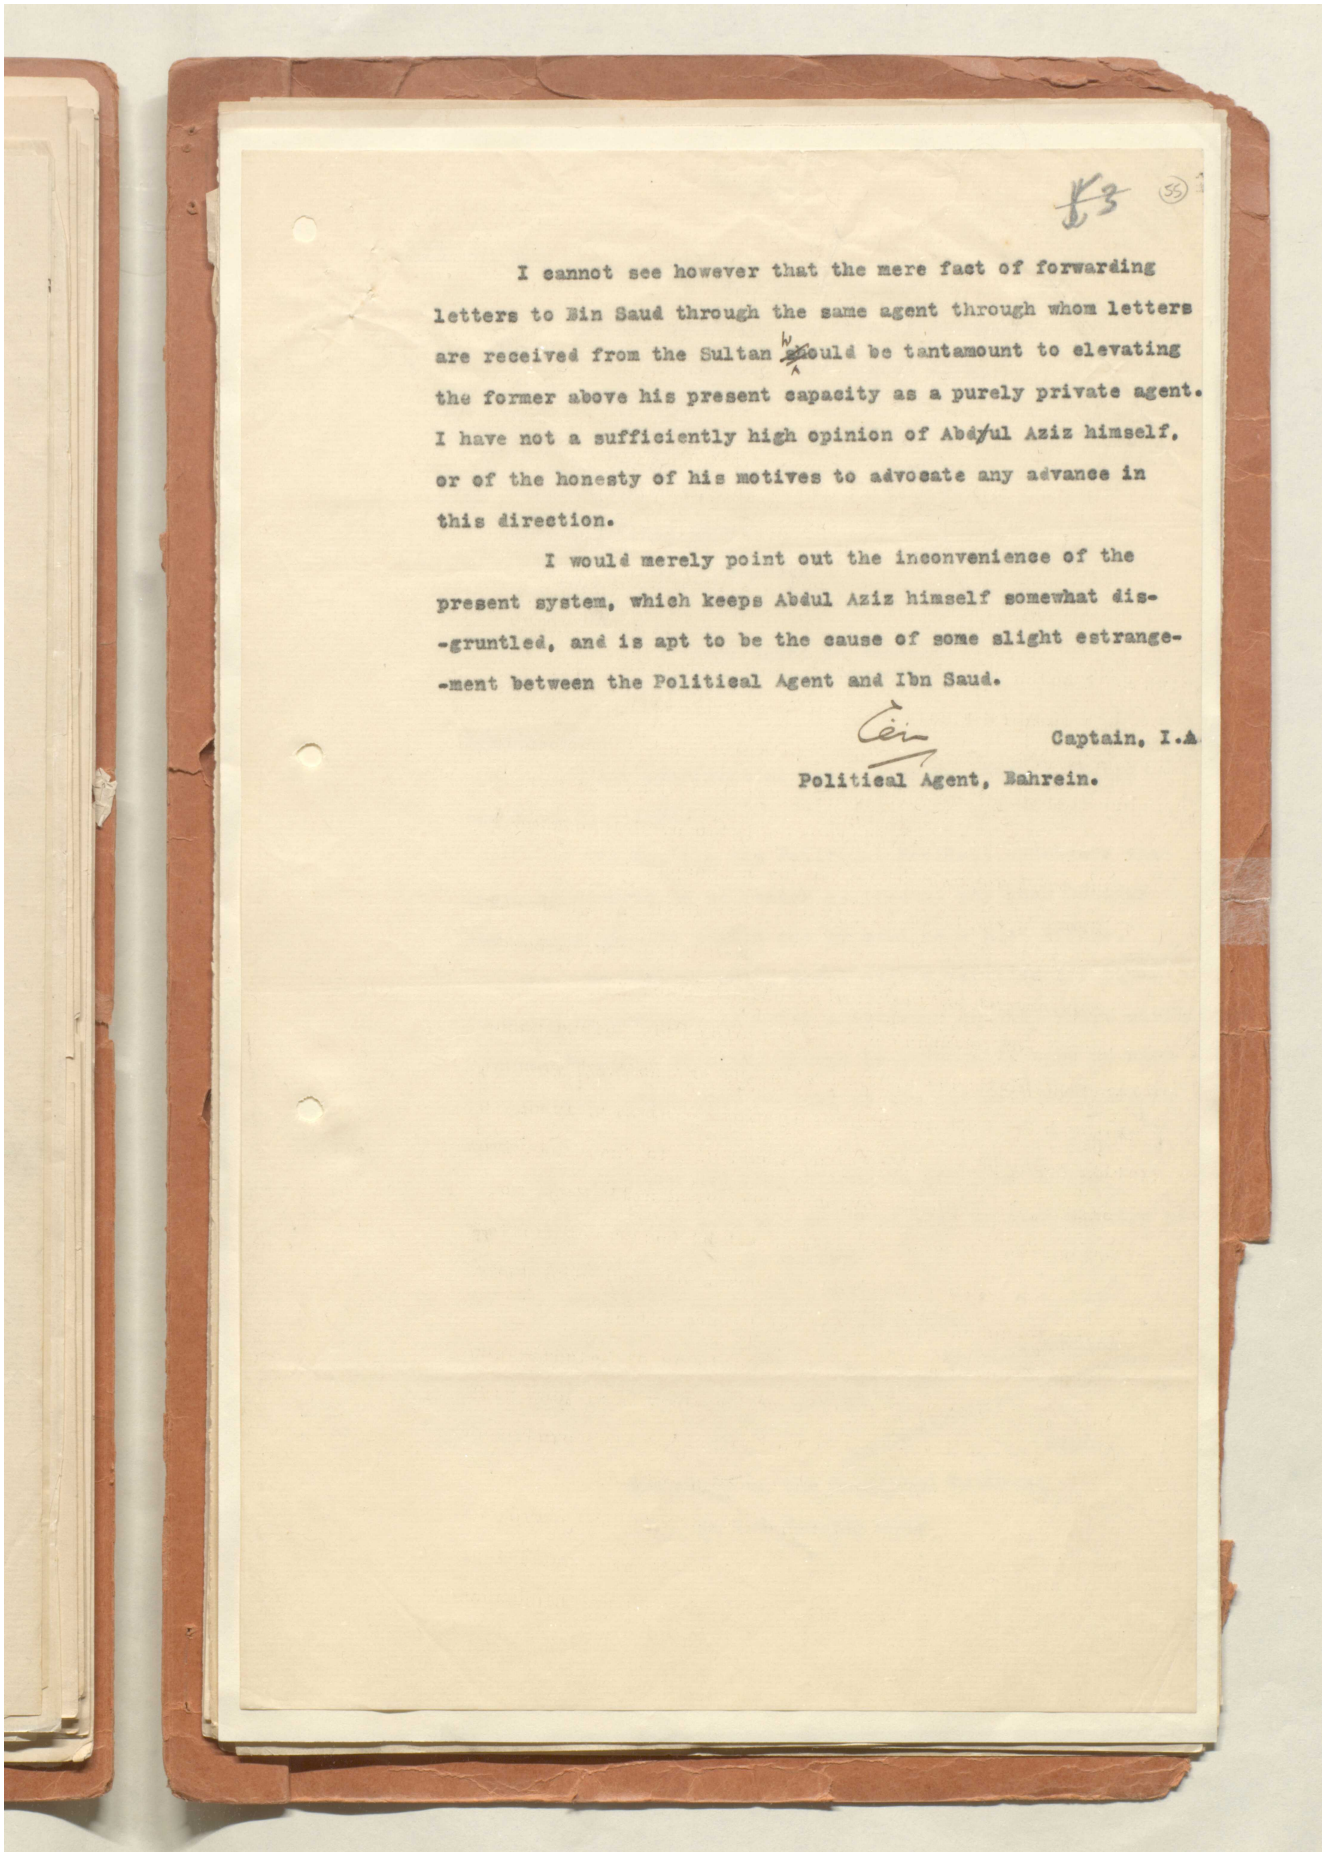 53
55
I cannot see however that the mere fact of forwarding
letters to Bin Saud through the same agent through whom letters
are received from the Sultan would be tantamount to elevating
the former above his present capacity as a purely private agent.
I have not a sufficiently high opinion of Abdul Aziz himself,
or of the honesty of his motives to advocate any advance in
this direction.
I would merely point out the inconvenience of the
present system, which keeps Abdul Aziz himself somewhat dis-
-gruntled, and is apt to be the cause of some slight estrange-
-ment between the Political Agent and Ibn Saud.
Captain, I.A.
Political Agent, Bahrein.